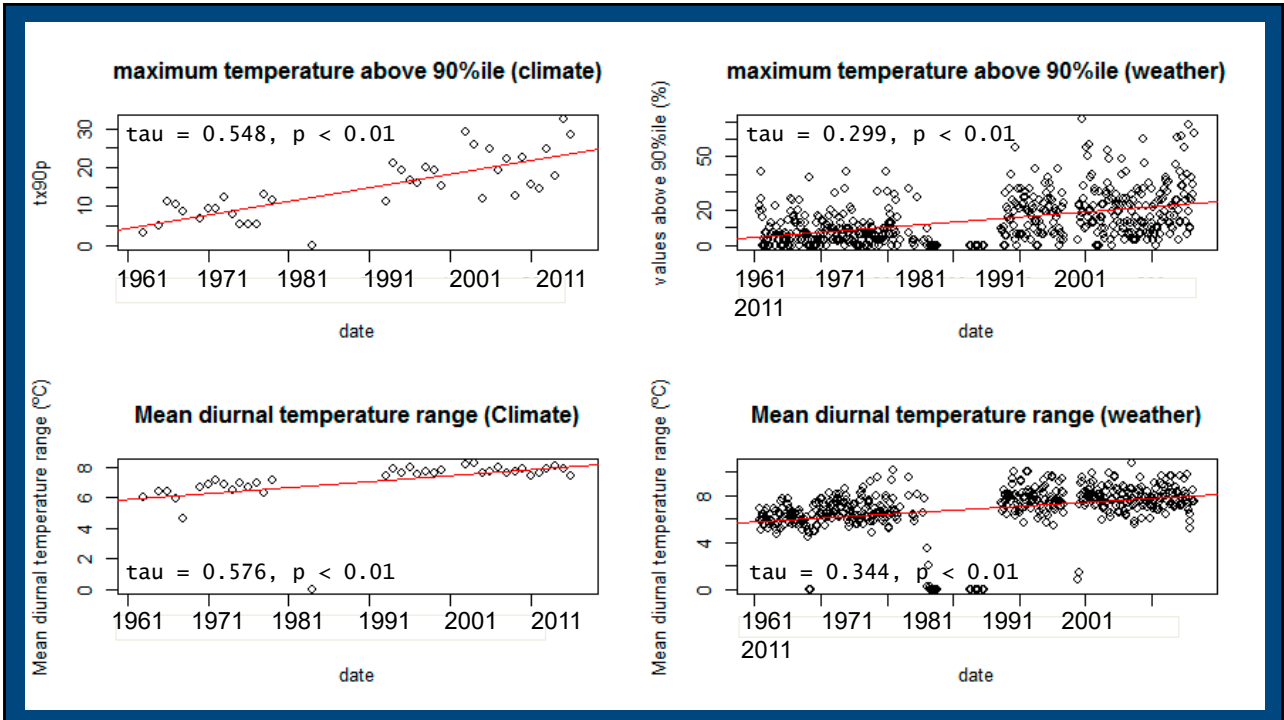 maximum temperature above 90%ile (climate)
txp90p
30
20
10
0
tau = 0.548, p < 0.01
1961 1971 1981 1991 2001 2011
date
maximum temperature above 90%ile (weather)
values above 90%ile (%)
50
20
0
tau = 0.299, p < 0.01
1961 1971 1981 1991 2001
2011
date
Mean diurnal temperature range (Climate)
Mean diurnal temperature range (ºC)
8
6
4
2
0
tau = 0.576, p < 0.01
1961 1971 1981 1991 2001 2011
date
Mean diurnal temperature range (weather)
Mean diurnal temperature range (ºC)
8
4
0
tau = 0.344, p < 0.01
1961 1971 1981 1991 2001
2011
date